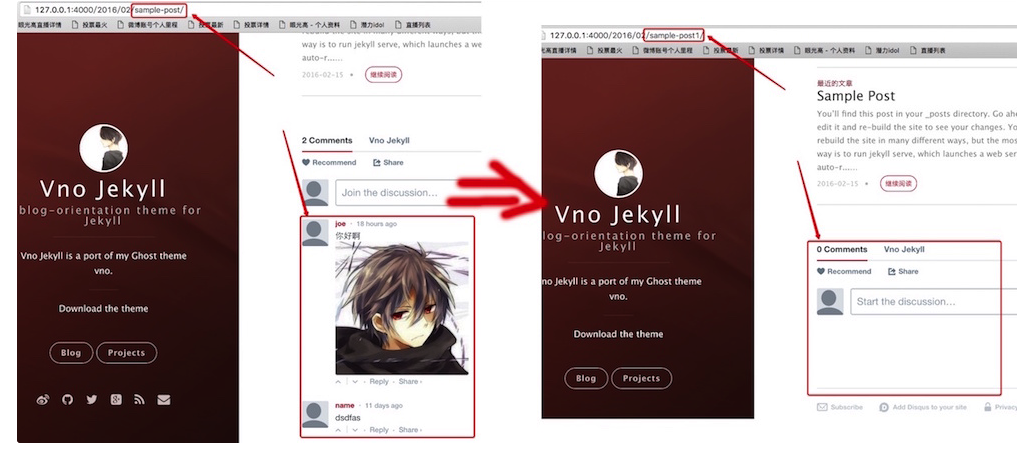 127.0.0.1:4000/2016/02/sample-post/
眼光高直播详情 投票最火 微博账号个人里程 投票最新 投票详情 眼光高 - 个人资料 潜力idol 直播列表
way is to run jekyll serve, which launches a we
auto-r……
2016-02-15 • 继续阅读
Vno Jekyll
blog-orientation theme for
Jekyll
Vno Jekyll is a port of my Ghost theme
vno.
Download the theme
Blog Projects
2 Comments Vno Jekyll
Recommend Share
Join the discussion…
joe · 18 hours ago
你好啊
Reply · Share ›
name · 11 days ago
dsdfas
Reply · Share ›
127.0.0.1:4000/2016/02/sample-post1/
光高直播详情 投票最火 微博账号个人里程 投票最新 投票详情 眼光高 - 个人资料 潜力idol 直播列表
Vno Jekyll
log-orientation theme for
Jekyll
no Jekyll is a port of my Ghost theme
vno.
Download the theme
Blog Projects
最近的文章
Sample Post
You'll find this post in your _posts directory. Go ahe
edit it and re-build the site to see your changes. Yo
rebuild the site in many different ways, but the mos
way is to run jekyll serve, which launches a web ser
auto-r……
2016-02-15 • 继续阅读
0 Comments Vno Jekyll
Recommend Share
Start the discussion…
Subscribe Add Disqus to your site Privacy